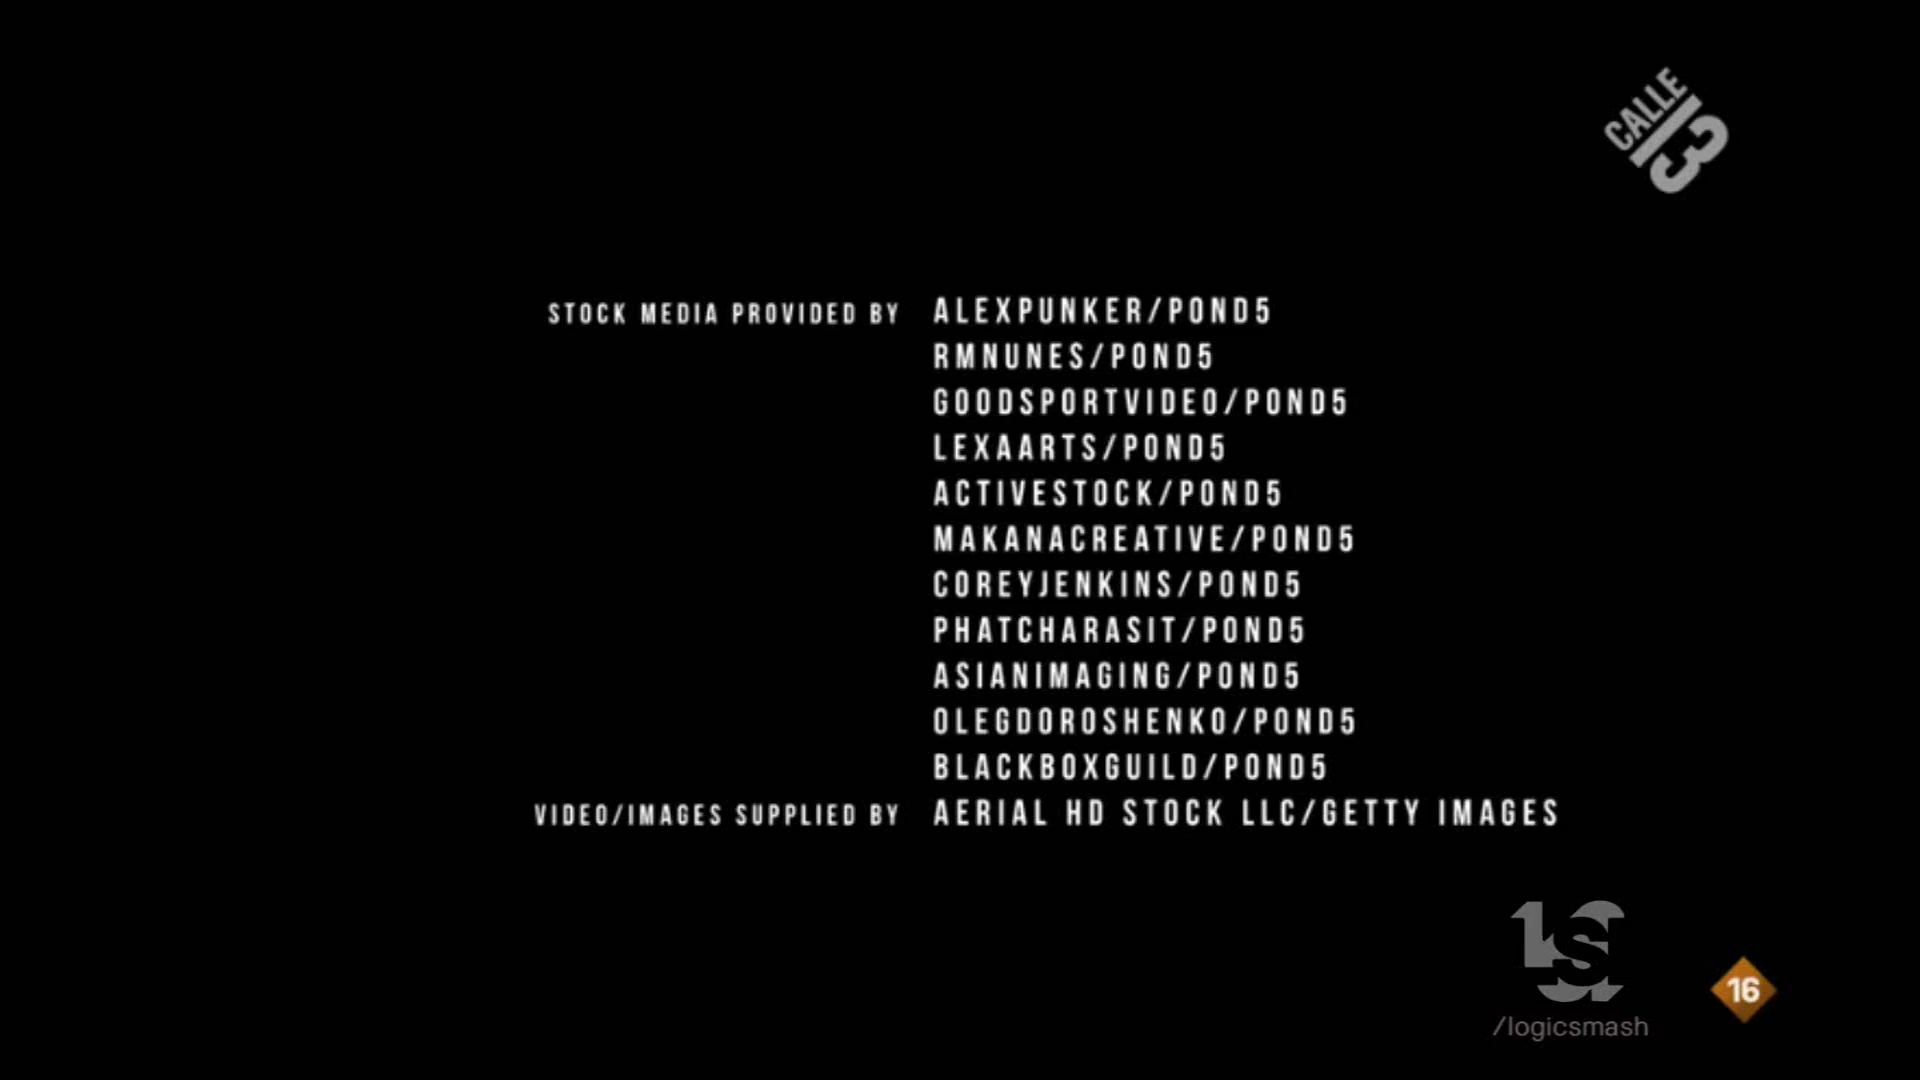 CALLE
13
STOCK MEDIA PROVIDED BY ALEXPUNKER/POND5
RMNUNES/POND5
GOODSPORTVIDEO/POND5
LEXAARTS/POND5
ACTIVESTOCK/POND5
MAKANACREATIVE/POND5
COREYJENKINS/POND5
PHATCHARASIT/POND5
ASIANIMAGING/POND5
OLEGDOROSHENKO/POND5
BLACKBOXGUILD/POND5
VIDEO/IMAGES SUPPLIED BY AERIAL HD STOCK LLC/GETTY IMAGES
/logicsmash
16